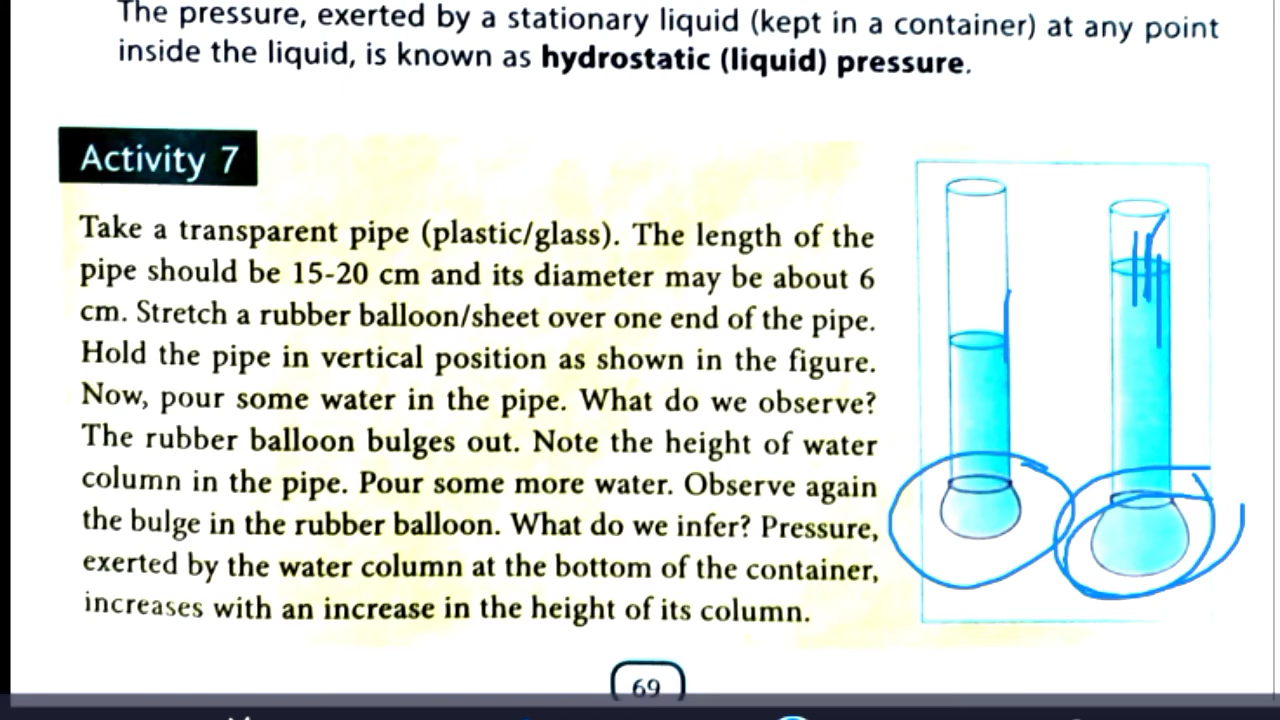 The pressure, exerted by a stationary liquid (kept in a container) at any point
inside the liquid, is known as hydrostatic (liquid) pressure.
Activity 7
Take a transparent pipe (plastic/glass). The length of the
pipe should be 15-20 cm and its diameter may be about 6
cm. Stretch a rubber balloon/sheet over one end of the pipe.
Hold the pipe in vertical position as shown in the figure.
Now, pour some water in the pipe. What do we observe?
The rubber balloon bulges out. Note the height of water
column in the pipe. Pour some more water. Observe again
the bulge in the rubber balloon. What do we infer? Pressure,
exerted by the water column at the bottom of the container,
increases with an increase in the height of its column.
69